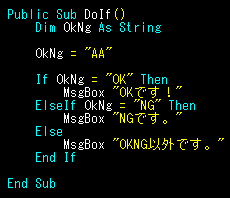 Public Sub DoIf()
    Dim OkNg As String

    OkNg = "AA"

    If OkNg = "OK" Then
        MsgBox "OKです！"
    ElseIf OkNg = "NG" Then
        MsgBox "NGです。"
    Else
        MsgBox "OKNG以外です。"
    End If

End Sub